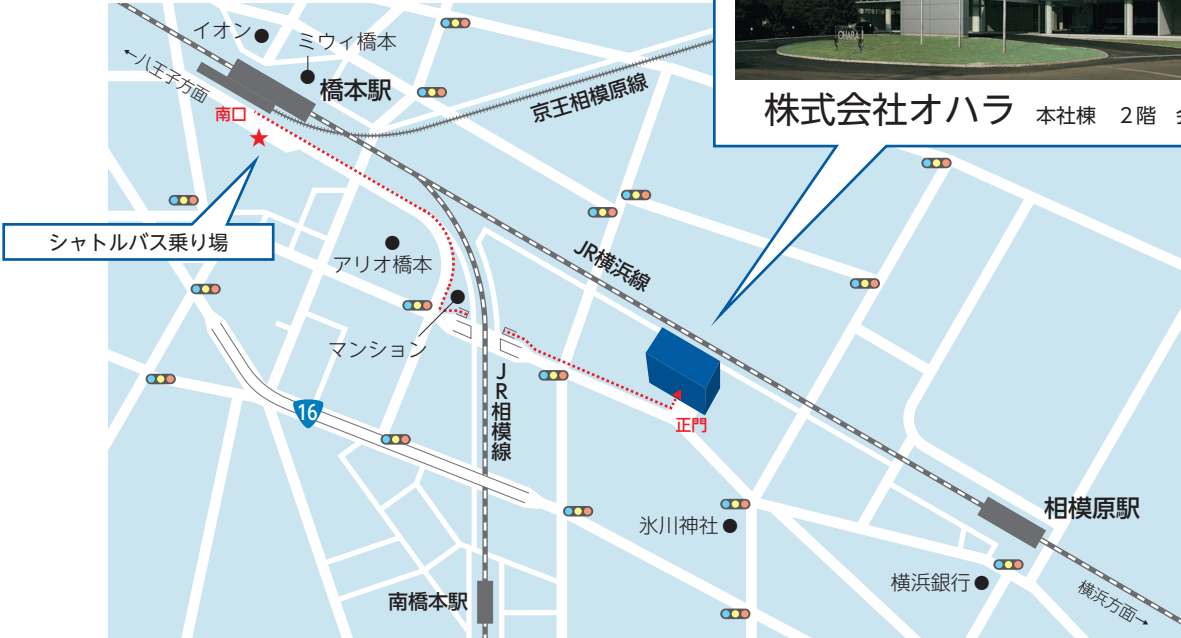 OHARA
株式会社オハラ 本社棟 2階
イオン
ミウィ橋本
←八王子方面
橋本駅
南口
京王相模原線
シャトルバス乗り場
アリオ橋本
JR横浜線
マンション
JR相模線
16
正門
相模原駅
氷川神社
横浜銀行
横浜方面→
南橋本駅